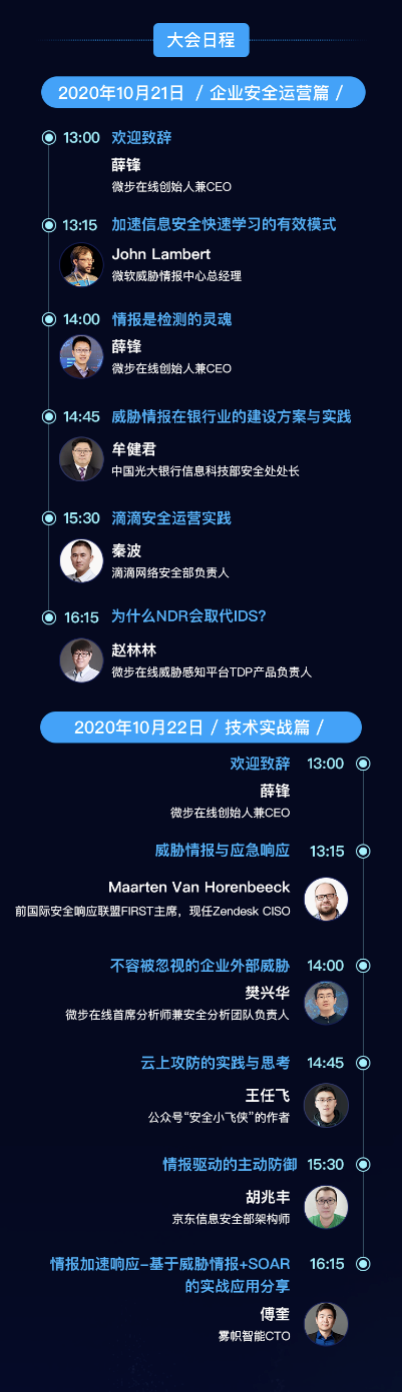 大会日程
2020年10月21日 / 企业安全运营篇 /
13:00 欢迎致辞
薛锋
微步在线创始人兼CEO
13:15 加速信息安全快速学习的有效模式
John Lambert
微软威胁情报中心总经理
14:00 情报是检测的灵魂
薛锋
微步在线创始人兼CEO
14:45 威胁情报在银行业的建设方案与实践
牟健君
中国光大银行信息科技部安全处处长
15:30 滴滴安全运营实践
秦波
滴滴网络安全部负责人
16:15 为什么NDR会取代IDS?
赵林林
微步在线威胁感知平台TDP产品负责人
2020年10月22日 / 技术实战篇 /
欢迎致辞 13:00
薛锋
微步在线创始人兼CEO
威胁情报与应急响应 13:15
Maarten Van Horenbeeck
前国际安全响应联盟FIRST主席，现任Zendesk CISO
不容被忽视的企业外部威胁 14:00
樊兴华
微步在线首席分析师兼安全分析团队负责人
云上攻防的实践与思考 14:45
王任飞
公众号“安全小飞侠”的作者
情报驱动的主动防御 15:30
胡兆丰
京东信息安全部架构师
情报加速响应-基于威胁情报+SOAR 16:15
的实战应用分享
傅奎
雾帜智能CTO